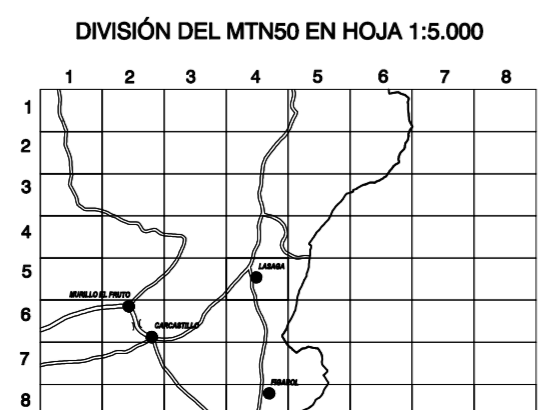 DIVISIÓN DEL MTN50 EN HOJA 1:5.000
1 2 3 4 5 6 7 8
1
2
3
4
5
LASAGA
MURILLO EL FRUTO
6
CARCASTILLO
7
FIGAROL
8